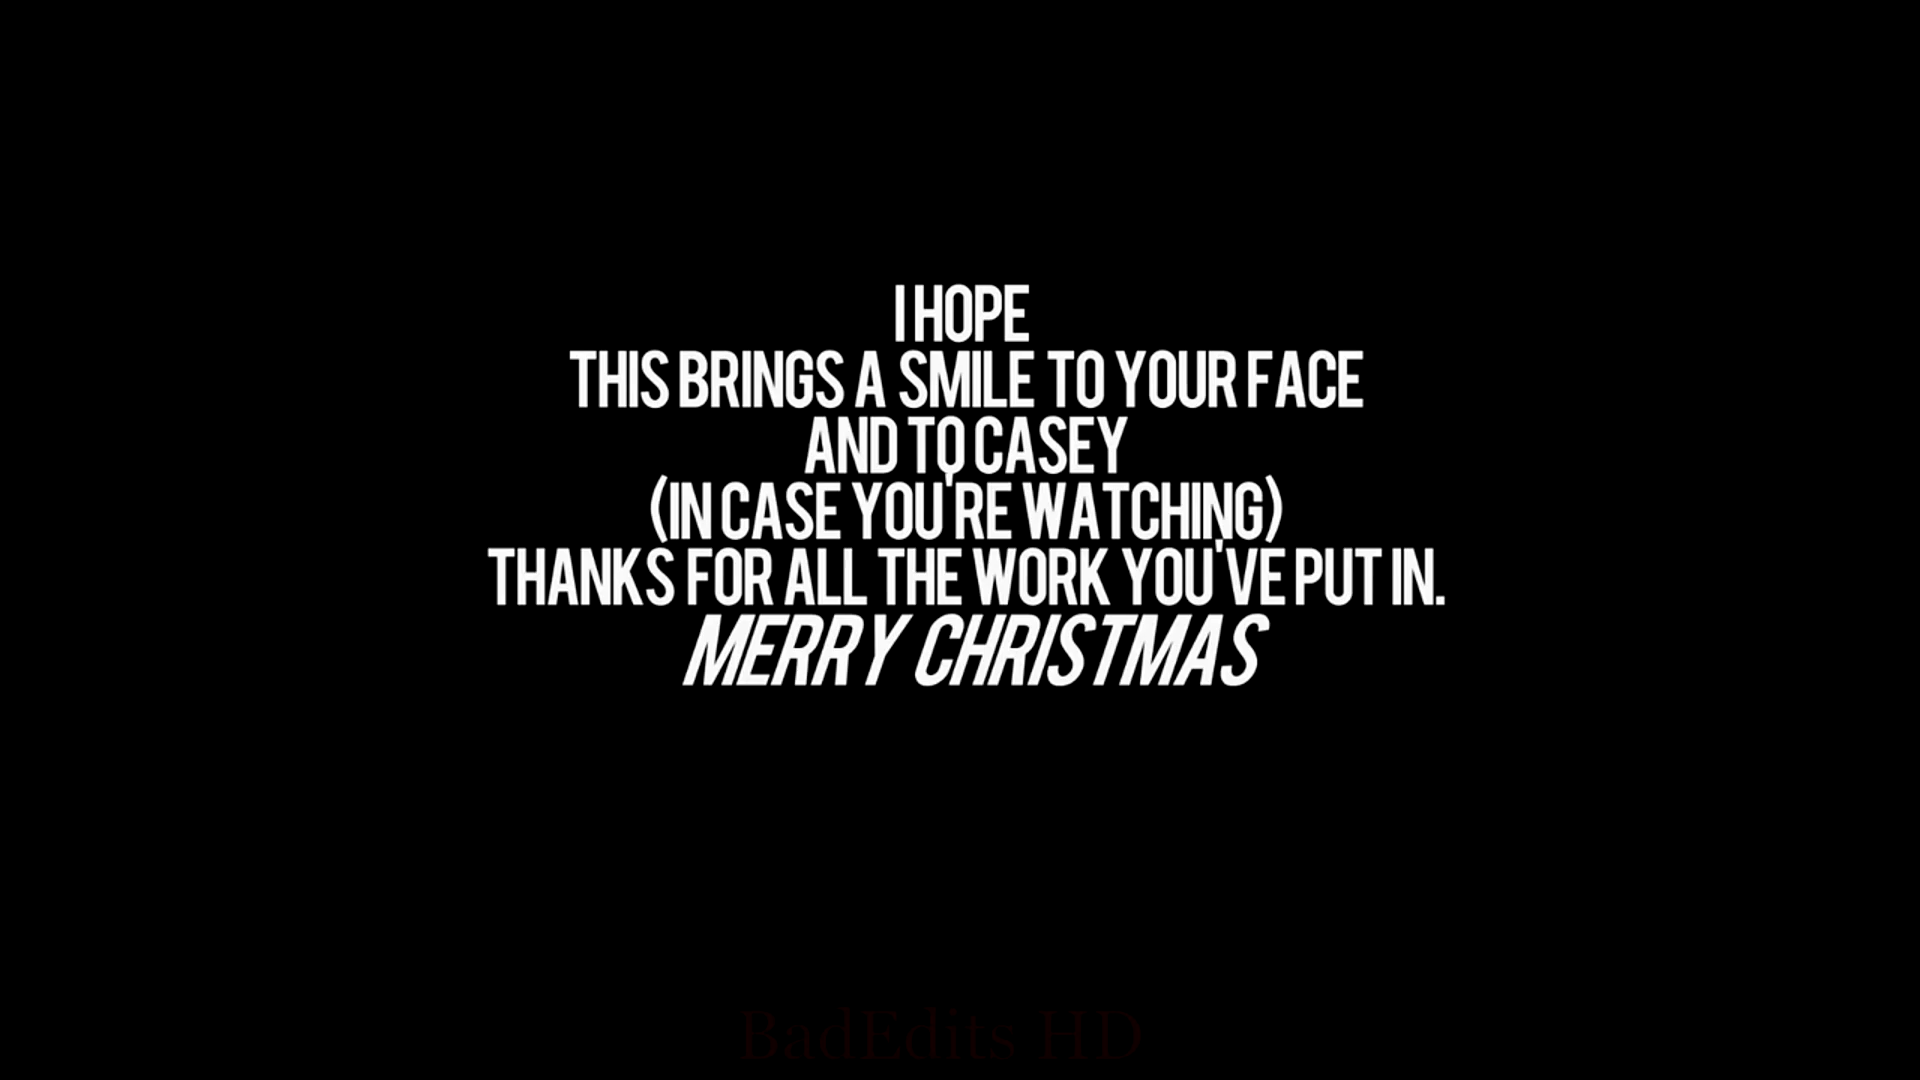 I HOPE
THIS BRINGS A SMILE TO YOUR FACE
AND TO CASEY
(IN CASE YOU'RE WATCHING)
THANKS FOR ALL THE WORK YOU'VE PUT IN.
MERRY CHRISTMAS
BadEdits HD